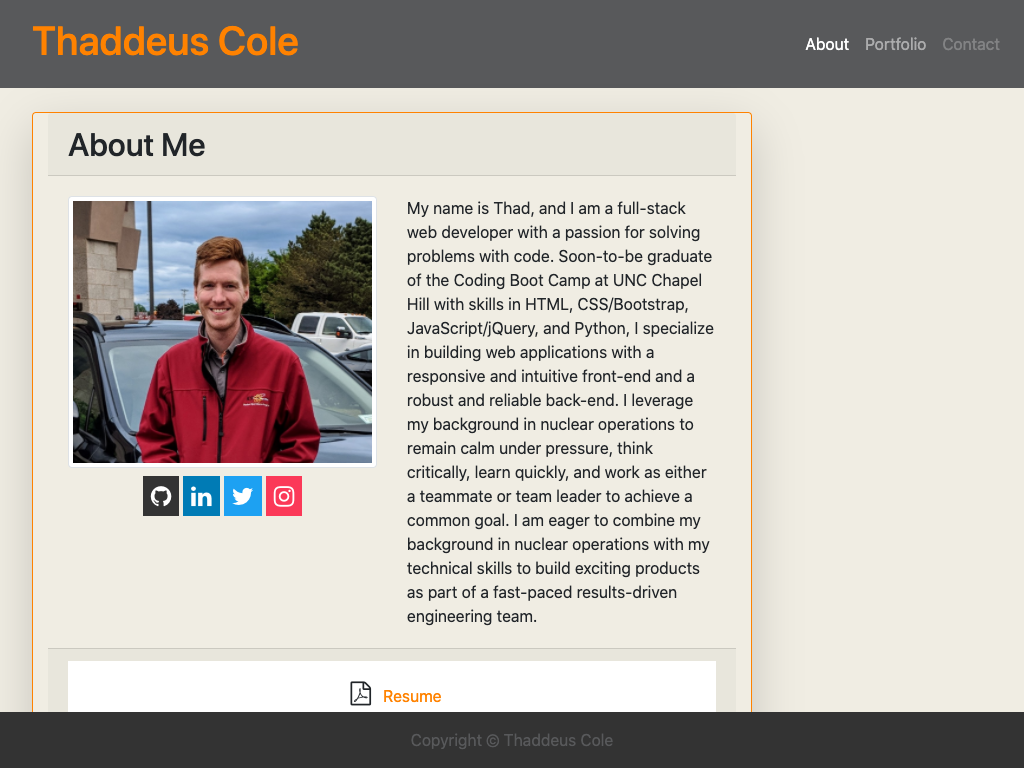 Thaddeus Cole
About Portfolio Contact
About Me
My name is Thad, and I am a full-stack
web developer with a passion for solving
problems with code. Soon-to-be graduate
of the Coding Boot Camp at UNC Chapel
Hill with skills in HTML, CSS/Bootstrap,
JavaScript/jQuery, and Python, I specialize
in building web applications with a
responsive and intuitive front-end and a
robust and reliable back-end. I leverage
my background in nuclear operations to
remain calm under pressure, think
critically, learn quickly, and work as either
a teammate or team leader to achieve a
common goal. I am eager to combine my
background in nuclear operations with my
technical skills to build exciting products
as part of a fast-paced results-driven
engineering team.
Resume
Copyright © Thaddeus Cole